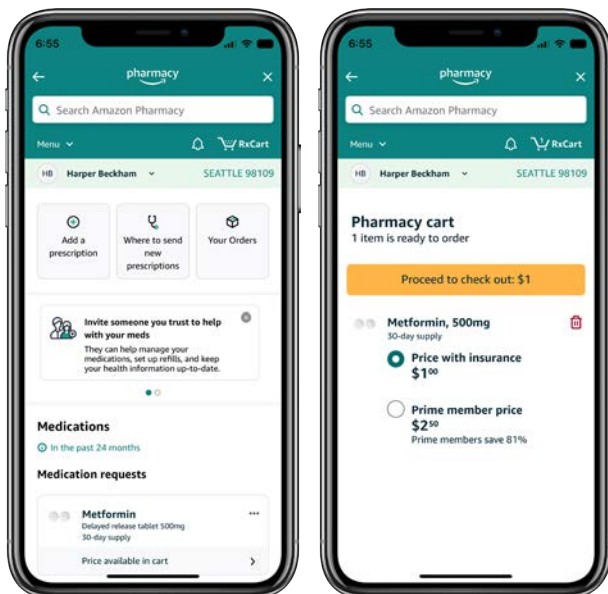 6:55
pharmacy
Search Amazon Pharmacy
Menu
RxCart
HB Harper Beckham
SEATTLE 98109
Add a
prescription
Where to send
new
prescriptions
Your Orders
Invite someone you trust to help
with your meds
They can help manage your
medications, set up refills, and keep
your health information up-to-date.
Medications
In the past 24 months
Medication requests
Metformin
Delayed release tablet 500mg
30-day supply
Price available in cart
6:55
pharmacy
Search Amazon Pharmacy
Menu
1
RxCart
HB Harper Beckham
SEATTLE 98109
Pharmacy cart
1 item is ready to order
Proceed to check out: $1
Metformin, 500mg
30-day supply
Price with insurance
$1.00
Prime member price
$2.50
Prime members save 81%